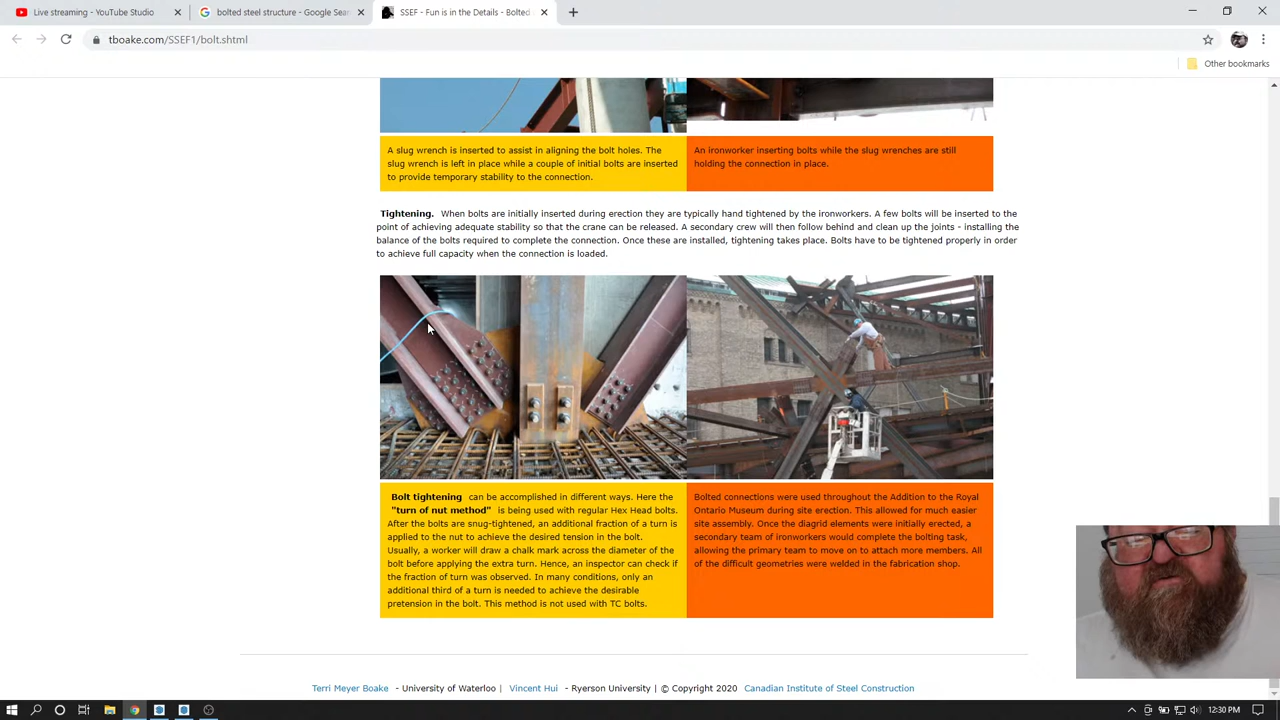 Live streaming - YouTube Studio
bolted steel structure - Google Sear
SSEF - Fun is in the Details - Bolted
tboake.com/SSEF1/bolt.shtml
Other bookmarks
A slug wrench is inserted to assist in aligning the bolt holes. The
slug wrench is left in place while a couple of initial bolts are inserted
to provide temporary stability to the connection.
An ironworker inserting bolts while the slug wrenches are still
holding the connection in place.
Tightening. When bolts are initially inserted during erection they are typically hand tightened by the ironworkers. A few bolts will be inserted to the
point of achieving adequate stability so that the crane can be released. A secondary crew will then follow behind and clean up the joints - installing the
balance of the bolts required to complete the connection. Once these are installed, tightening takes place. Bolts have to be tightened properly in order
to achieve full capacity when the connection is loaded.
Bolt tightening can be accomplished in different ways. Here the
"turn of nut method" is being used with regular Hex Head bolts.
After the bolts are snug-tightened, an additional fraction of a turn is
applied to the nut to achieve the desired tension in the bolt.
Usually, a worker will draw a chalk mark across the diameter of the
bolt before applying the extra turn. Hence, an inspector can check if
the fraction of turn was observed. In many conditions, only an
additional third of a turn is needed to achieve the desirable
pretension in the bolt. This method is not used with TC bolts.
Bolted connections were used throughout the Addition to the Royal
Ontario Museum during site erection. This allowed for much easier
site assembly. Once the diagrid elements were initially erected, a
secondary team of ironworkers would complete the bolting task,
allowing the primary team to move on to attach more members. All
of the difficult geometries were welded in the fabrication shop.
Terri Meyer Boake - University of Waterloo | Vincent Hui - Ryerson University | © Copyright 2020 Canadian Institute of Steel Construction
12:30 PM